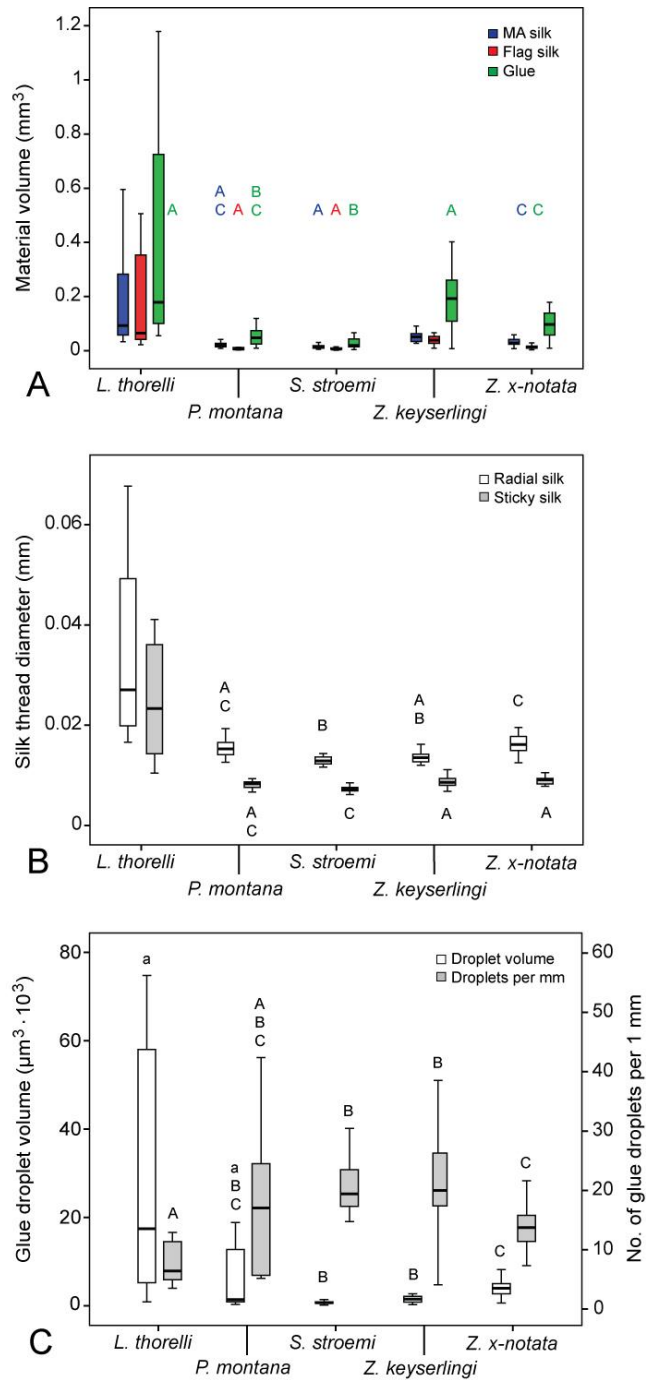 1.2
1
0.8
0.6
0.4
0.2
0
Material volume (mm³)
MA silk
Flag silk
Glue
A
A B
C A C
A A B
A
C C
L. thorelli S. stroemi Z. x-notata
P. montana Z. keyserlingi
A
0.06
0.04
0.02
0
Silk thread diameter (mm)
Radial silk
Sticky silk
A
C
B
A
B
C
A
C
C
A
A
L. thorelli S. stroemi Z. x-notata
P. montana Z. keyserlingi
B
80
60
40
20
0
Glue droplet volume (µm³ · 10³)
Droplet volume
Droplets per mm
60
50
40
30
20
10
0
No. of glue droplets per 1 mm
a
A
a
B
C
A
B
C
B
B
B
B
C
C
L. thorelli S. stroemi Z. x-notata
P. montana Z. keyserlingi
C